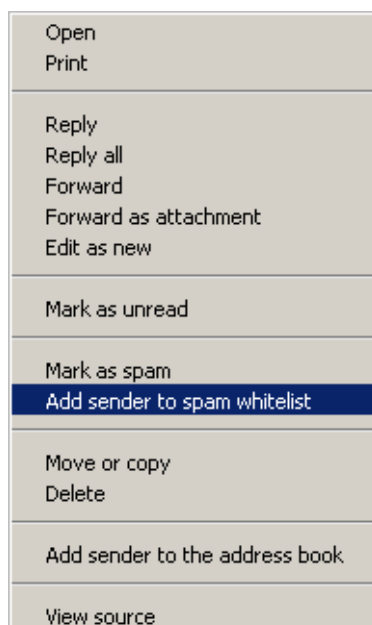 Open
Print
Reply
Reply all
Forward
Forward as attachment
Edit as new
Mark as unread
Mark as spam
Add sender to spam whitelist
Move or copy
Delete
Add sender to the address book
View source